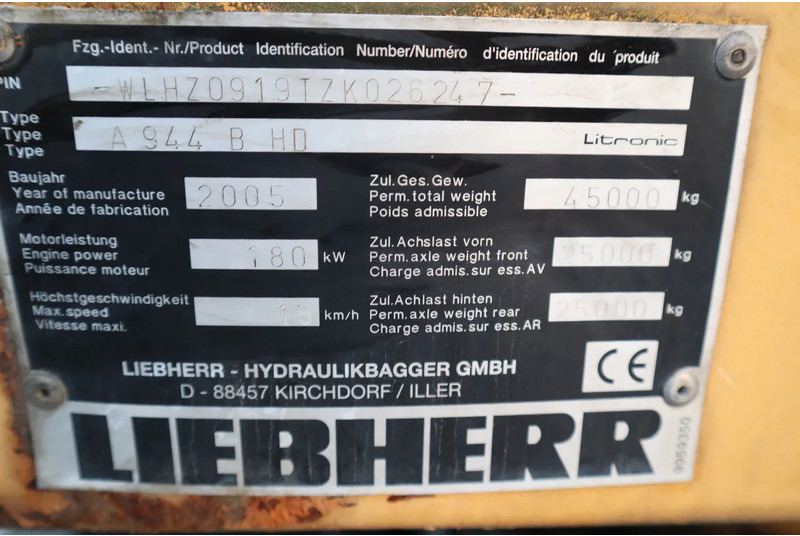 Fzg.-Ident.- Nr./Product Identification Number/Numéro d'identification du produit
PIN -WLHZ0919TZK026247-
Type
Type A 944 B HD Litronic
Type
Baujahr Zul.Ges.Gew.
Year of manufacture 2005 Perm.total weight 45000 kg
Année de fabrication Poids admissible
Motorleistung Zul.Achslast vorn
Engine power 180 kW Perm.axle weight front 25000 kg
Puissance moteur Charge admis.sur ess.AV
Höchstgeschwindigkeit Zul.Achlast hinten
Max.speed km/h Perm.axle weight rear 25000 kg
Vitesse maxi. Charge admis.sur ess.AR
LIEBHERR - HYDRAULIKBAGGER GMBH CE
D - 88457 KIRCHDORF / ILLER
LIEBHERR
9959350